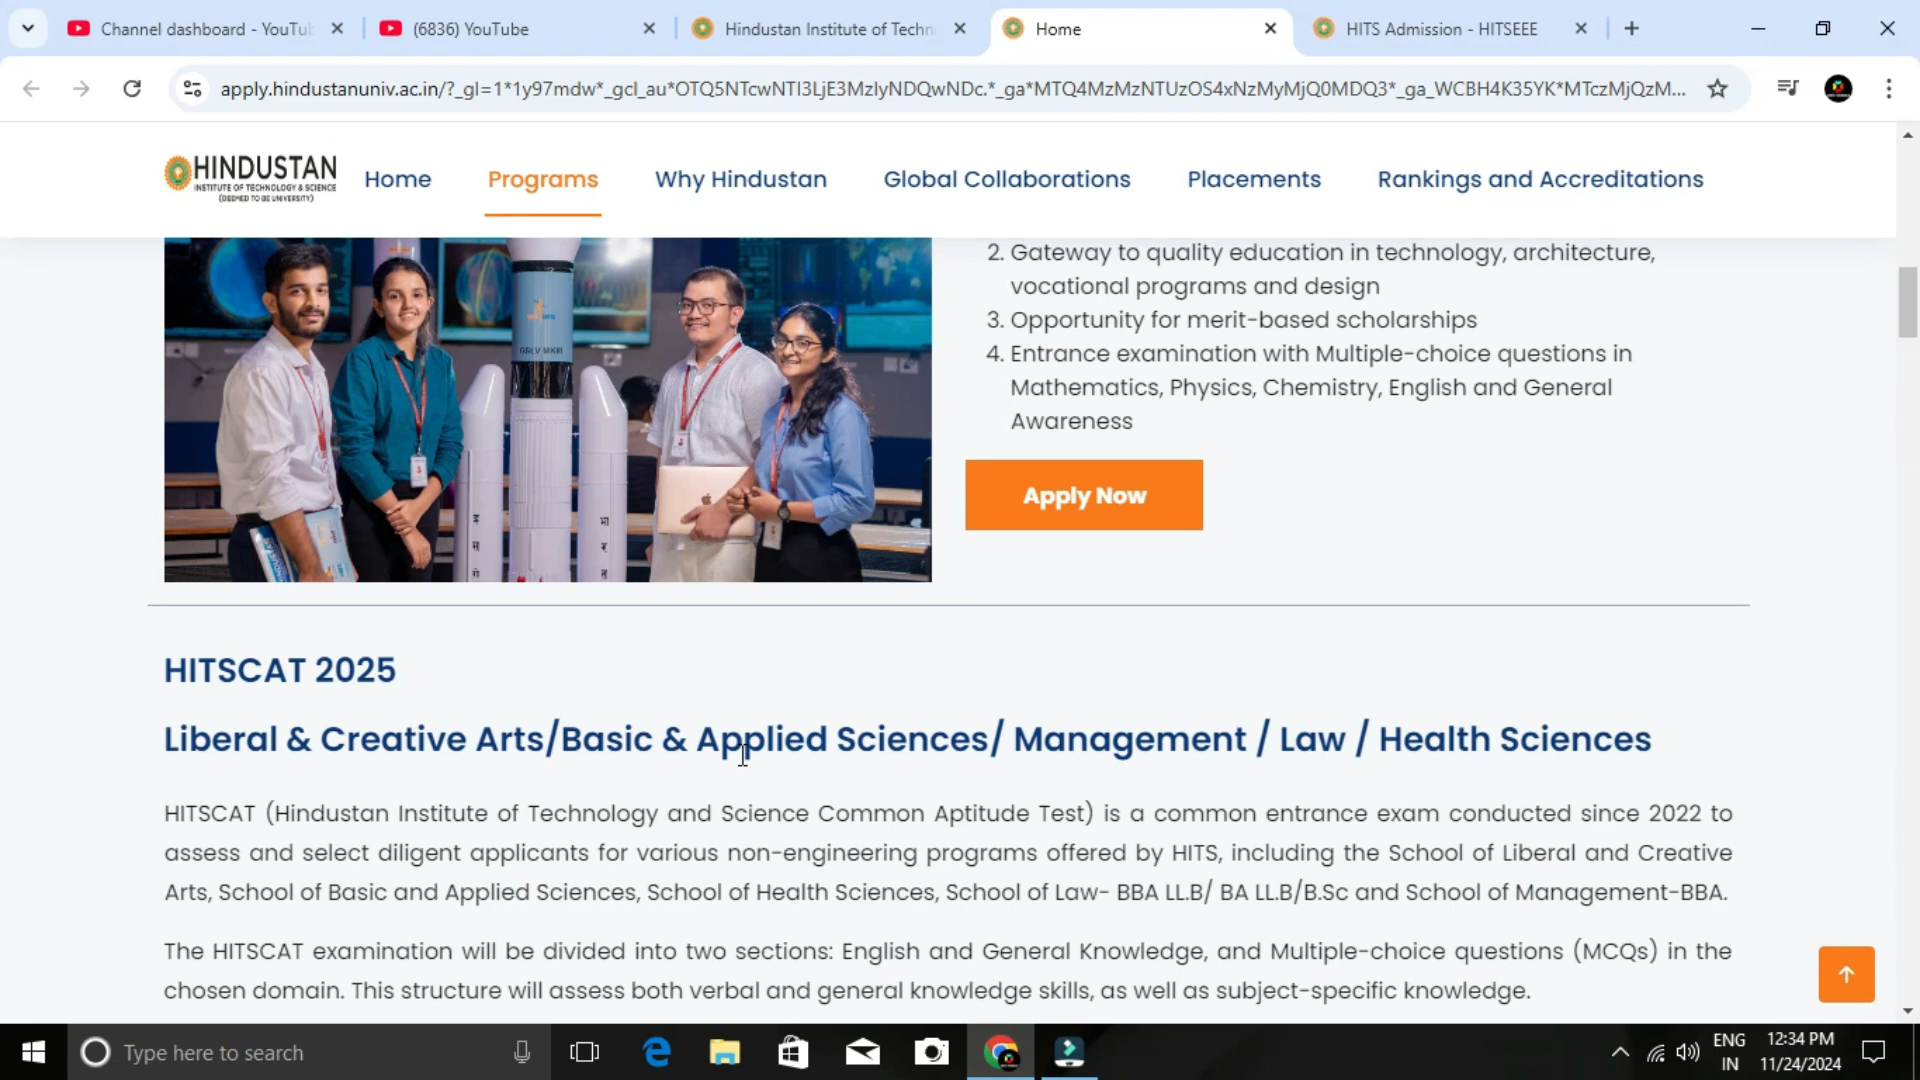 Channel dashboard - YouTu
(6836) YouTube
Hindustan Institute of Techn
Home
HITS Admission - HITSEEE
apply.hindustanuniv.ac.in/?_gl=1*1y97mdw*_gcl_au*OTQ5NTcwNTI3LjE3MzIyNDQwNDc.*_ga*MTQ4MzMzNTUzOS4xNzMyMjQ0MDQ3*_ga_WCBH4K35YK*MTczMjQzM...
HINDUSTAN
INSTITUTE OF TECHNOLOGY & SCIENCE
(DEEMED TO BE UNIVERSITY)
Home
Programs
Why Hindustan
Global Collaborations
Placements
Rankings and Accreditations
GSLV MKIII
2. Gateway to quality education in technology, architecture,
vocational programs and design
3. Opportunity for merit-based scholarships
4. Entrance examination with Multiple-choice questions in
Mathematics, Physics, Chemistry, English and General
Awareness
Apply Now
HITSCAT 2025
Liberal & Creative Arts/Basic & Applied Sciences/ Management / Law / Health Sciences
HITSCAT (Hindustan Institute of Technology and Science Common Aptitude Test) is a common entrance exam conducted since 2022 to
assess and select diligent applicants for various non-engineering programs offered by HITS, including the School of Liberal and Creative
Arts, School of Basic and Applied Sciences, School of Health Sciences, School of Law- BBA LL.B/ BA LL.B/B.Sc and School of Management-BBA.
The HITSCAT examination will be divided into two sections: English and General Knowledge, and Multiple-choice questions (MCQs) in the
chosen domain. This structure will assess both verbal and general knowledge skills, as well as subject-specific knowledge.
Type here to search
ENG
IN
12:34 PM
11/24/2024